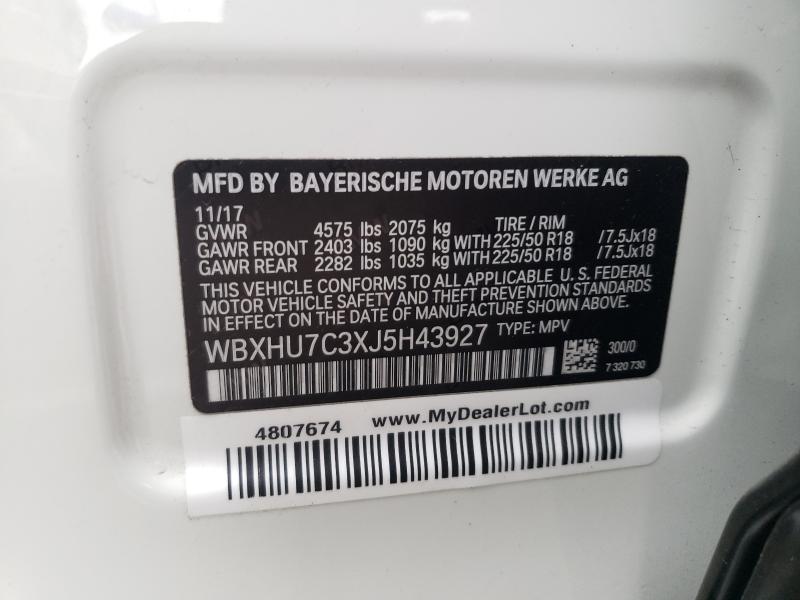 MFD BY BAYERISCHE MOTOREN WERKE AG
11/17 TIRE / RIM
GVWR 4575 lbs 2075 kg
GAWR FRONT 2403 lbs 1090 kg WITH 225/50 R18 /7.5Jx18
GAWR REAR 2282 lbs 1035 kg WITH 225/50 R18 /7.5Jx18
THIS VEHICLE CONFORMS TO ALL APPLICABLE U. S. FEDERAL
MOTOR VEHICLE SAFETY AND THEFT PREVENTION STANDARDS
IN EFFECT ON THE DATE OF MANUFACTURE SHOWN ABOVE.
WBXHU7C3XJ5H43927 TYPE: MPV
300/0
7 320 730
4807674 www.MyDealerLot.com